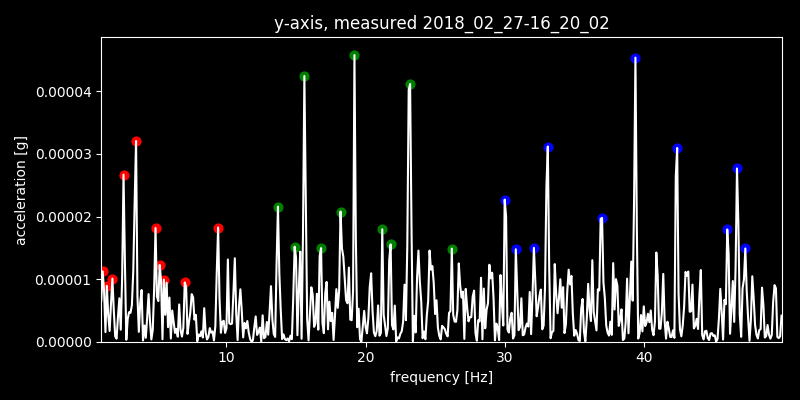 y-axis, measured 2018_02_27-16_20_02
acceleration [g]
0.00004
0.00003
0.00002
0.00001
0.00000
10 20 30 40
frequency [Hz]